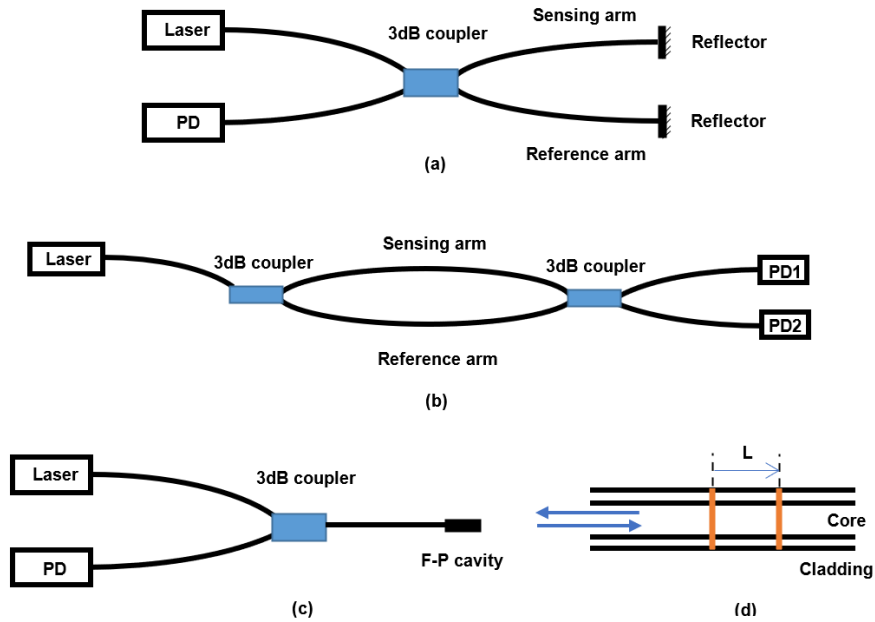 Laser
3dB coupler
Sensing arm
Reflector
PD
Reflector
Reference arm
(a)
Laser
3dB coupler
Sensing arm
3dB coupler
PD1
PD2
Reference arm
(b)
Laser
3dB coupler
PD
F-P cavity
(c)
L
Core
Cladding
(d)